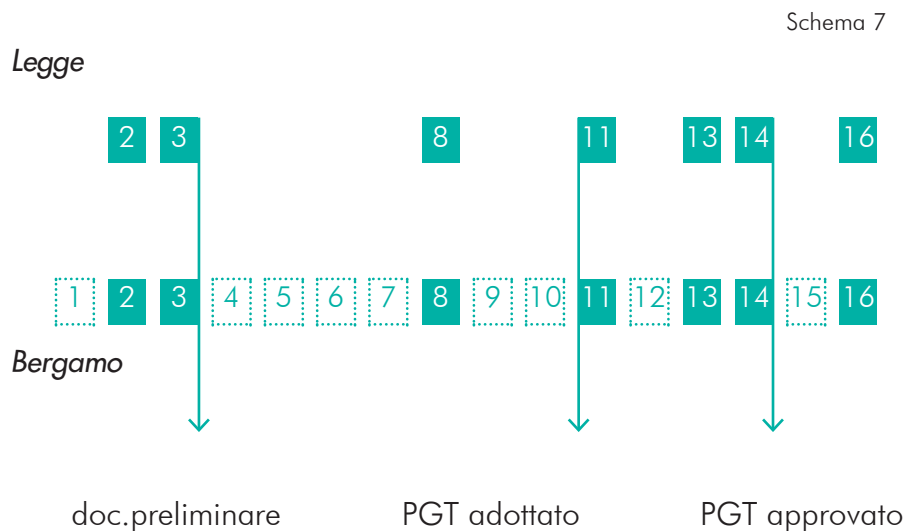 Schema 7
Legge
2 3 8 11 13 14 16
1 2 3 4 5 6 7 8 9 10 11 12 13 14 15 16
Bergamo
doc.preliminare PGT adottato PGT approvato